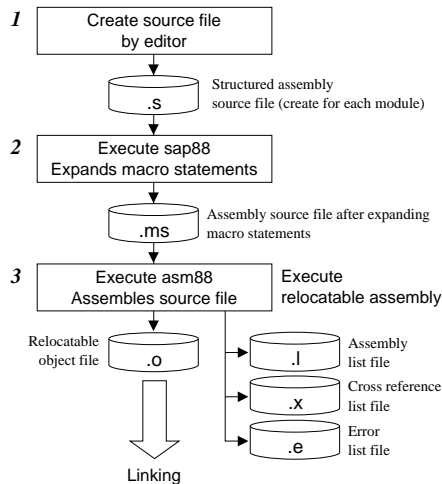 1
Create source file
by editor
.s
Structured assembly
source file (create for each module)
2
Execute sap88
Expands macro statements
.ms
Assembly source file after expanding
macro statements
3
Execute asm88
Assembles source file
Execute
relocatable assembly
Relocatable
object file
.o
.l
Assembly
list file
.x
Cross reference
list file
.e
Error
list file
Linking